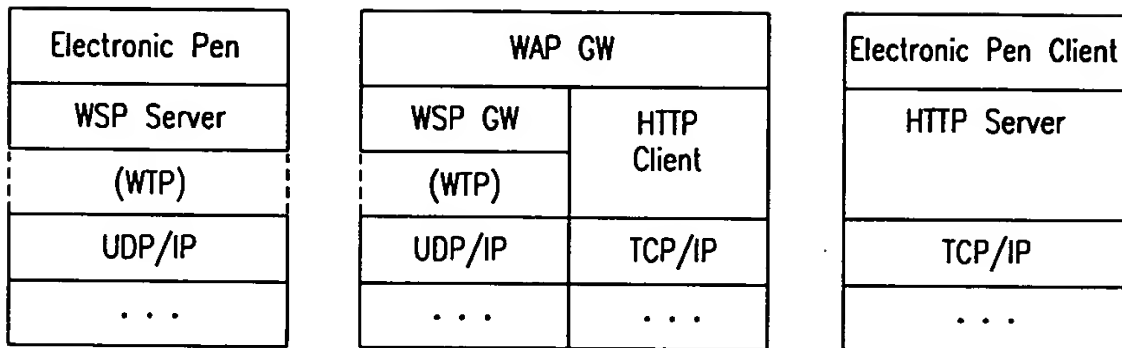 Electronic Pen
WSP Server
(WTP)
UDP/IP
. . .
WAP GW
WSP GW
(WTP)
UDP/IP
. . .
HTTP
Client
TCP/IP
. . .
Electronic Pen Client
HTTP Server
TCP/IP
. . .